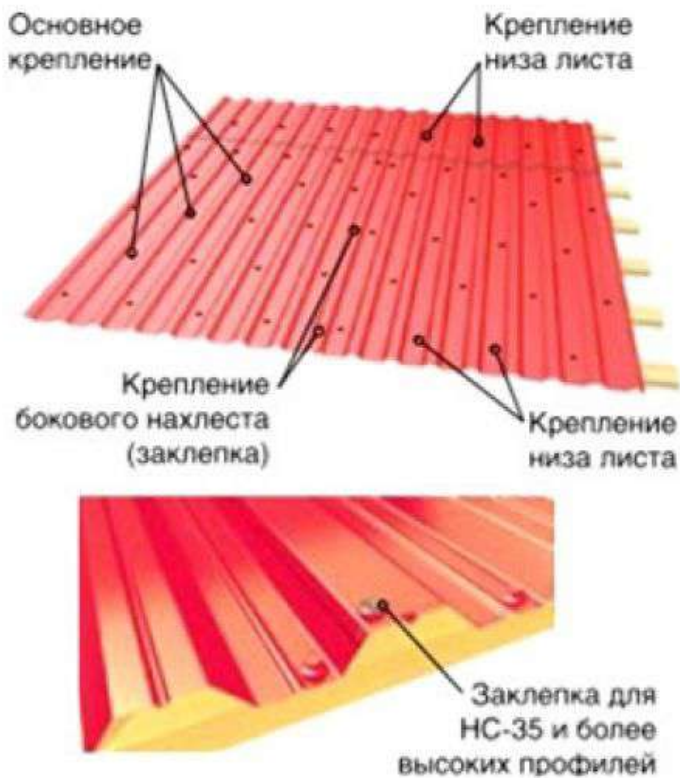 Основное
крепление
Крепление
низа листа
Крепление
бокового нахлеста
(заклепка)
Крепление
низа листа
Заклепка для
НС-35 и более
высоких профилей